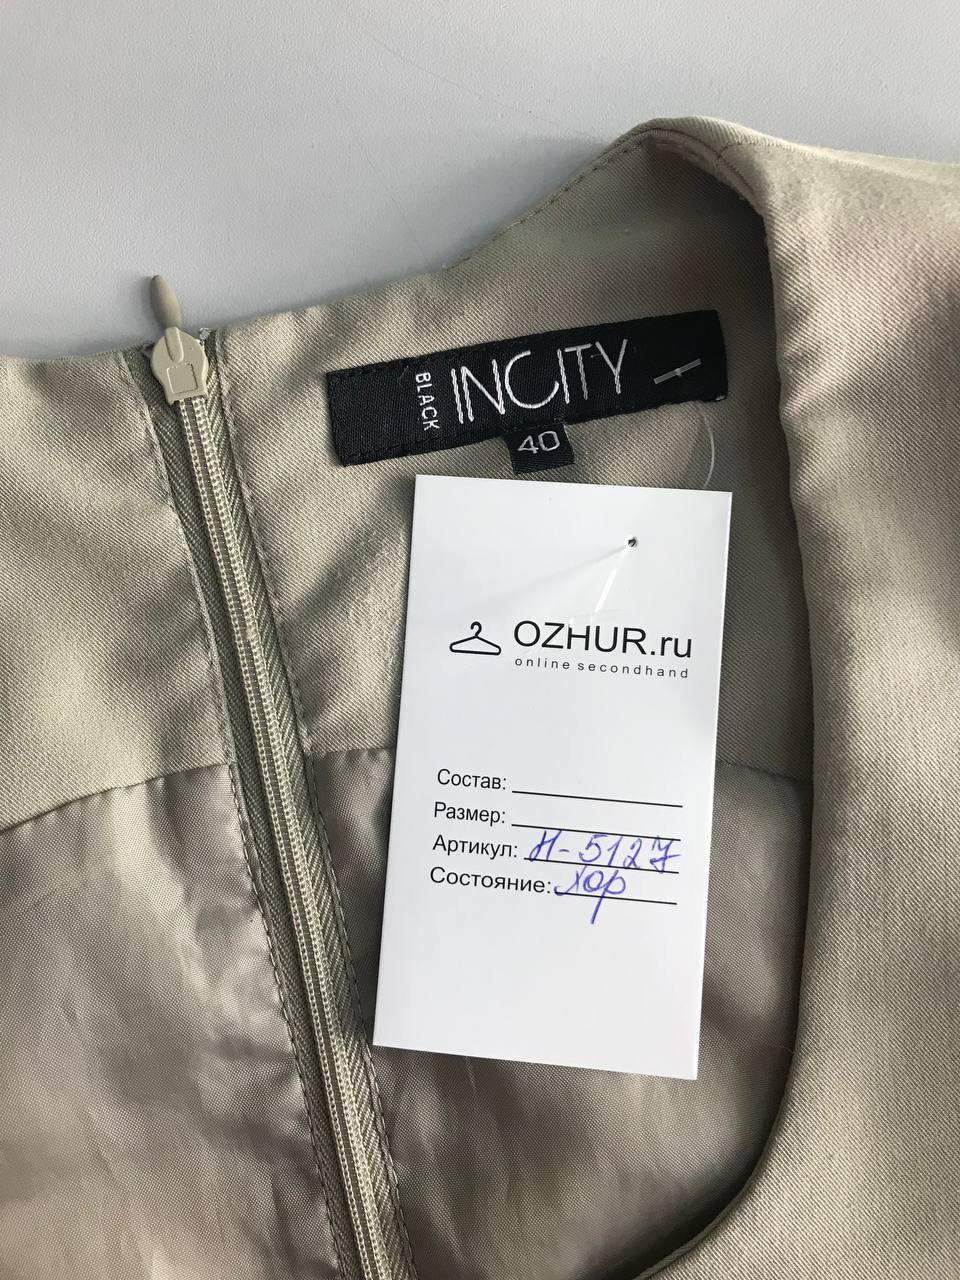 BLACK INCITY
40
OZHUR.ru
online secondhand
Состав:
Размер:
Артикул: Н-5127
Состояние: Хор